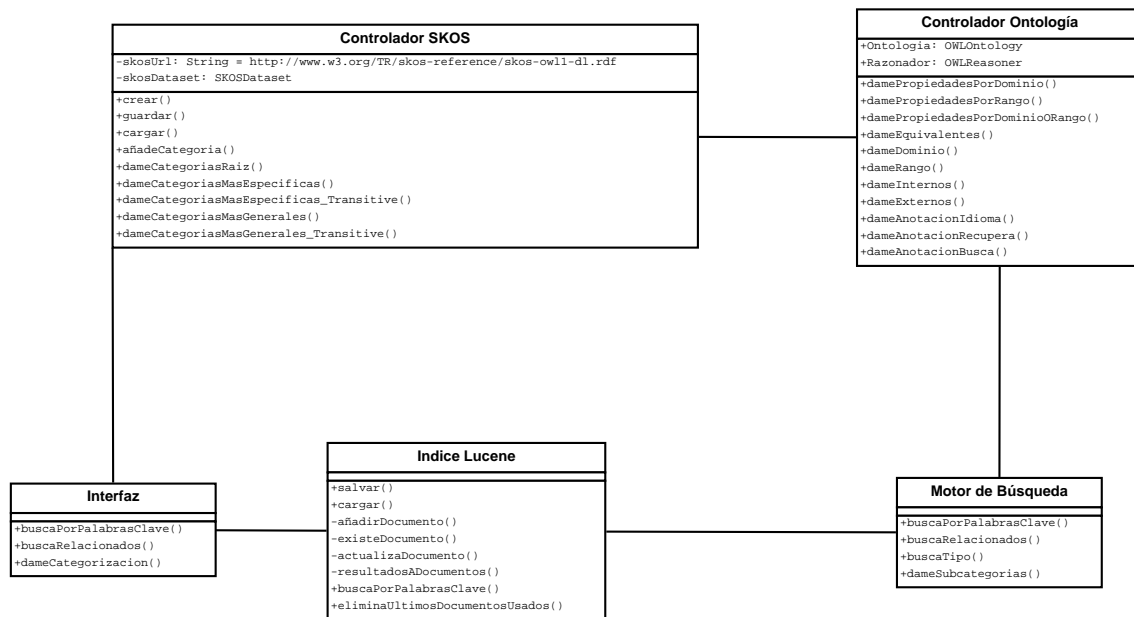 Controlador SKOS
-skosUrl: String = http://www.w3.org/TR/skos-reference/skos-owl1-dl.rdf
-skosDataset: SKOSDataset
+crear()
+guardar()
+cargar()
+añadeCategoria()
+dameCategoriasRaiz()
+dameCategoriasMasEspecificas()
+dameCategoriasMasEspecificas_Transitive()
+dameCategoriasMasGenerales()
+dameCategoriasMasGenerales_Transitive()
Controlador Ontología
+Ontologia: OWLOntology
+Razonador: OWLReasoner
+damePropiedadesPorDominio()
+damePropiedadesPorRango()
+damePropiedadesPorDominioORango()
+dameEquivalentes()
+dameDominio()
+dameRango()
+dameInternos()
+dameExternos()
+dameAnotacionIdioma()
+dameAnotacionRecupera()
+dameAnotacionBusca()
Interfaz
+buscaPorPalabrasClave()
+buscaRelacionados()
+dameCategorizacion()
Indice Lucene
+salvar()
+cargar()
-añadirDocumento()
-existeDocumento()
-actualizaDocumento()
-resultadosADocumentos()
+buscaPorPalabrasClave()
+eliminaUltimosDocumentosUsados()
Motor de Búsqueda
+buscaPorPalabrasClave()
+buscaRelacionados()
+buscaTipo()
+dameSubcategorias()